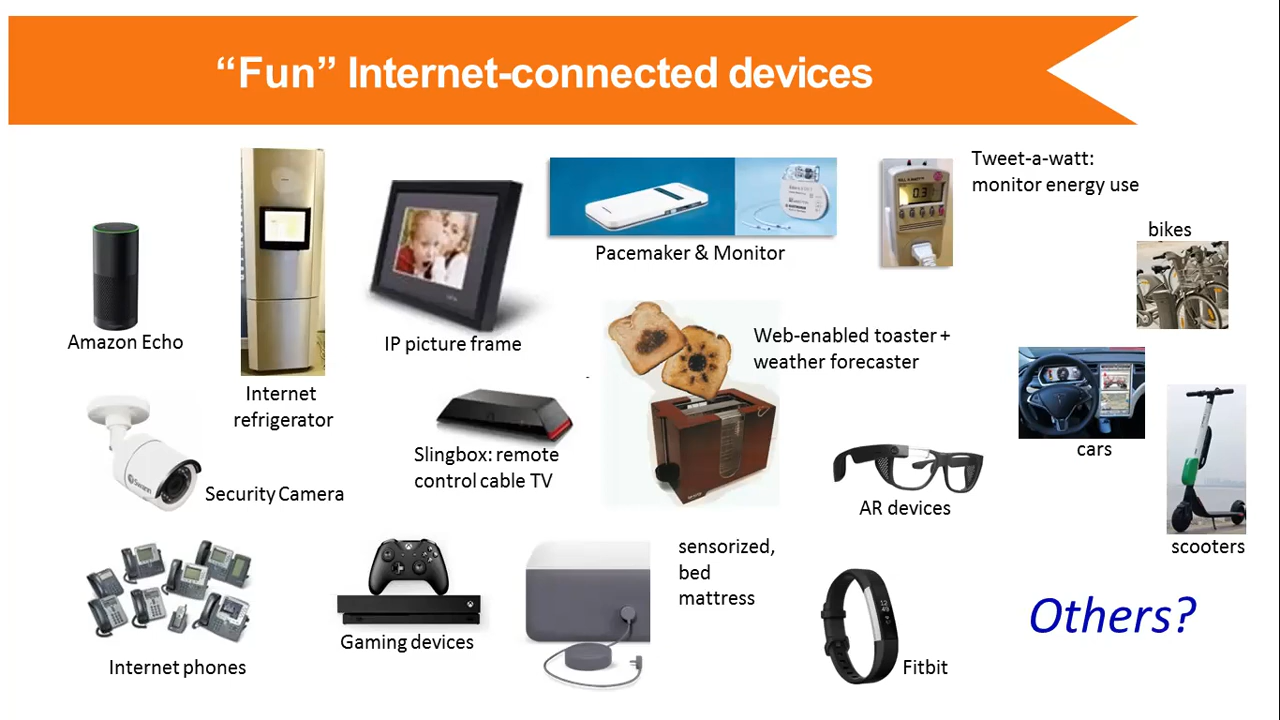 “Fun” Internet-connected devices
Tweet-a-watt:
monitor energy use
bikes
Pacemaker & Monitor
Amazon Echo
IP picture frame
Web-enabled toaster +
weather forecaster
Internet
refrigerator
Slingbox: remote
control cable TV
cars
Security Camera
Swann
AR devices
scooters
sensorized,
bed
mattress
Others?
Gaming devices
Internet phones
Fitbit